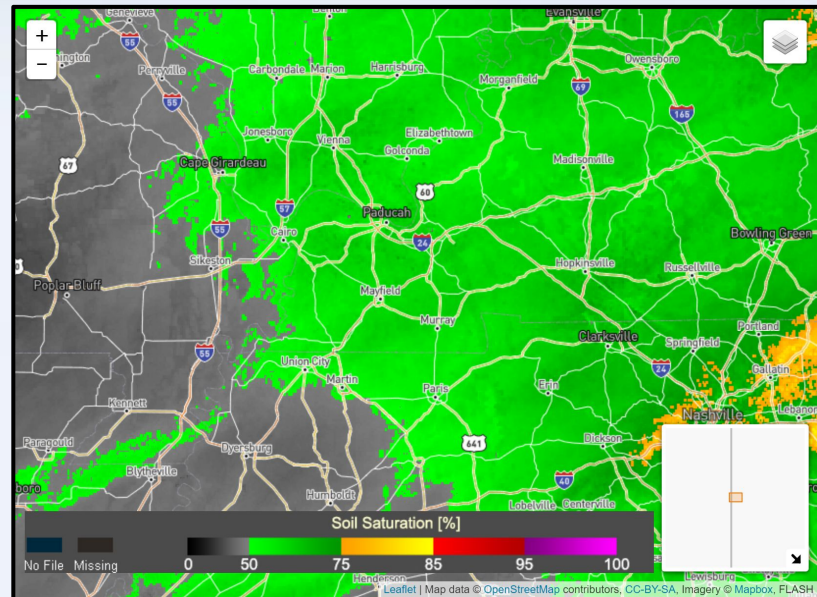 Genevieve
Benton
Evansville
+
−
ington
55
Perryville
Carbondale
Marion
Harrisburg
Morganfield
Owensboro
69
55
165
Jonesboro
Vienna
Elizabethtown
Golconda
Madisonville
67
Cape Girardeau
60
57
Paducah
55
Cairo
24
Bowling Green
Sikeston
Hopkinsville
Russellville
Poplar Bluff
Mayfield
Murray
Portland
Clarksville
Springfield
55
Union City
24
Gallatin
Martin
Paris
Erin
Kennett
Nashville
Lebanon
Paragould
Dyersburg
641
Dickson
Blytheville
40
boro
Humboldt
Lobelville
Centerville
Soil Saturation [%]
No File
Missing
0
50
75
85
95
100
Henderson
Lewisburg
Leaflet | Map data © OpenStreetMap contributors, CC-BY-SA, Imagery © Mapbox, FLASH